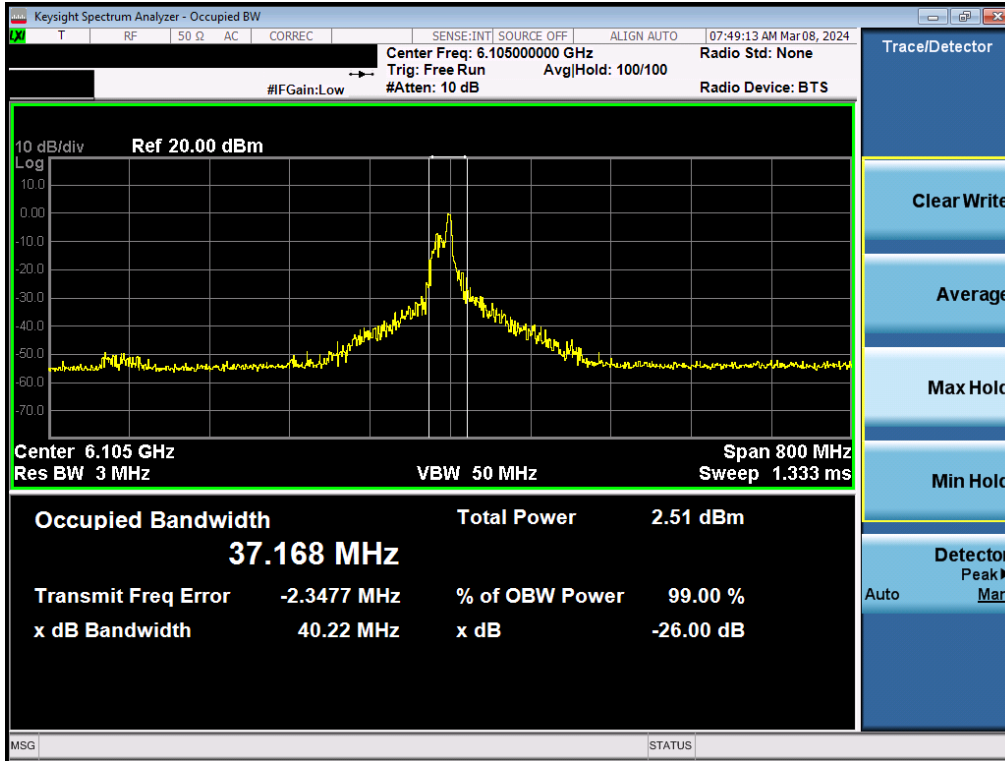 Keysight Spectrum Analyzer - Occupied BW
LXI T RF 50 Ω AC CORREC SENSE:INT SOURCE OFF ALIGN AUTO 07:49:13 AM Mar 08, 2024
Center Freq: 6.105000000 GHz Radio Std: None
Trig: Free Run Avg|Hold: 100/100
#IFGain:Low #Atten: 10 dB Radio Device: BTS
Trace/Detector
10 dB/div Ref 20.00 dBm
Log
10.0
0.00
-10.0
-20.0
-30.0
-40.0
-50.0
-60.0
-70.0
Center 6.105 GHz Span 800 MHz
Res BW 3 MHz VBW 50 MHz Sweep 1.333 ms
Occupied Bandwidth Total Power 2.51 dBm
37.168 MHz
Transmit Freq Error -2.3477 MHz % of OBW Power 99.00 %
x dB Bandwidth 40.22 MHz x dB -26.00 dB
Clear Write
Average
Max Hold
Min Hold
Detector
Peak
Auto Man
MSG STATUS